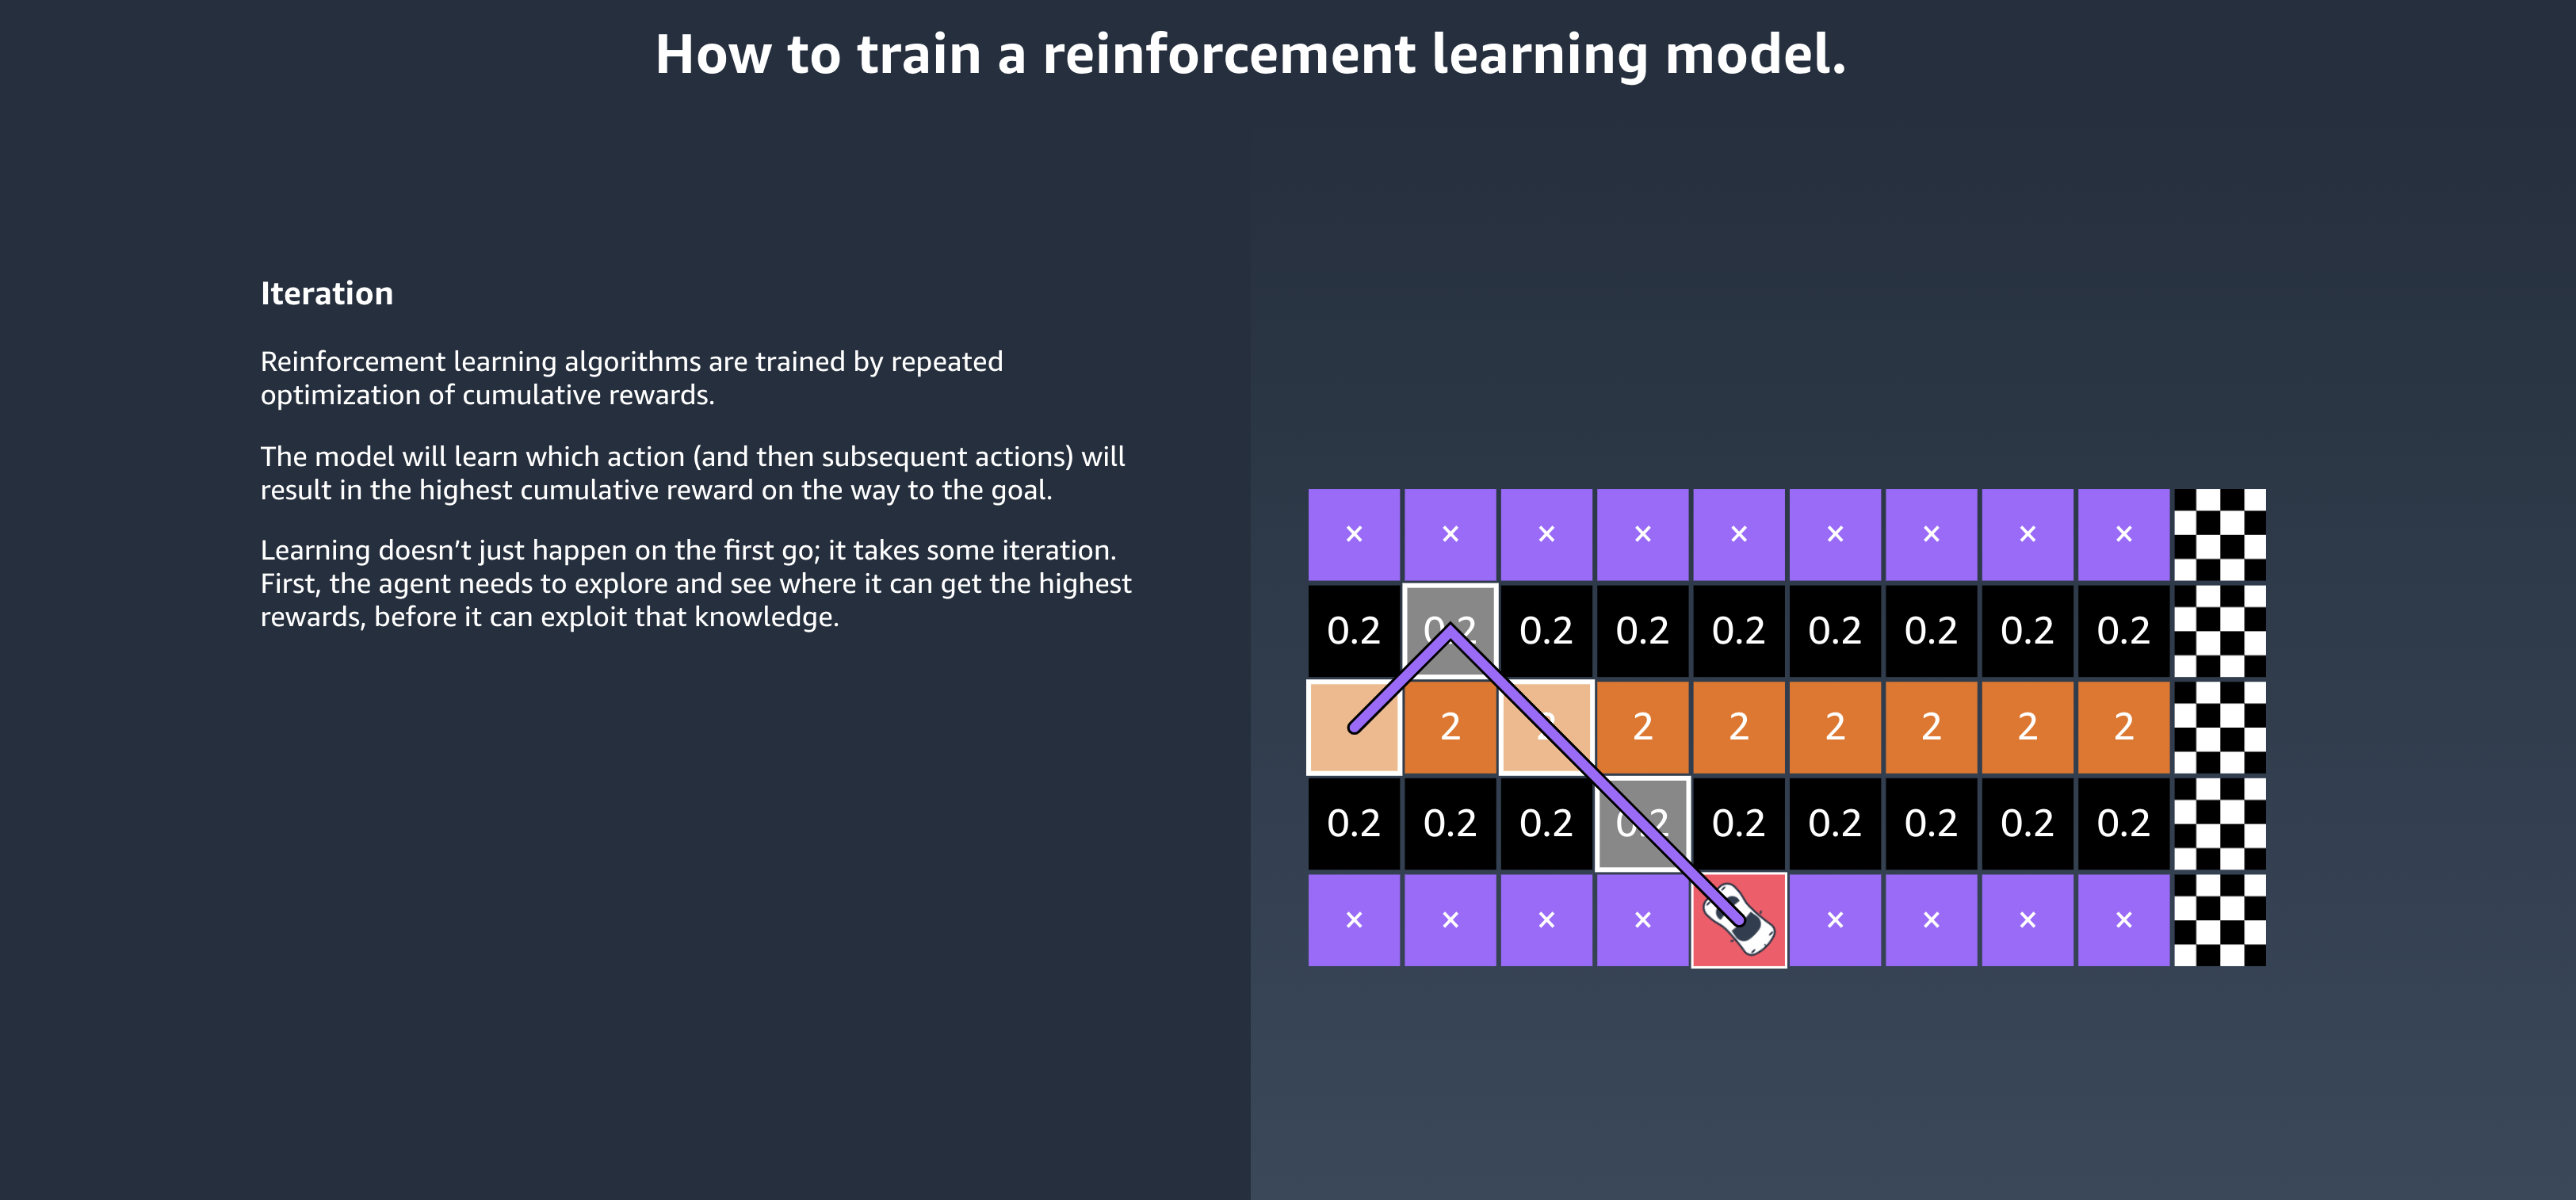 How to train a reinforcement learning model.
Iteration
Reinforcement learning algorithms are trained by repeated
optimization of cumulative rewards.
The model will learn which action (and then subsequent actions) will
result in the highest cumulative reward on the way to the goal.
Learning doesn’t just happen on the first go; it takes some iteration.
First, the agent needs to explore and see where it can get the highest
rewards, before it can exploit that knowledge.
× × × × × × × × ×
0.2 0.2 0.2 0.2 0.2 0.2 0.2 0.2 0.2
2 2 2 2 2 2 2 2
0.2 0.2 0.2 0.2 0.2 0.2 0.2 0.2 0.2
× × × × × × × ×